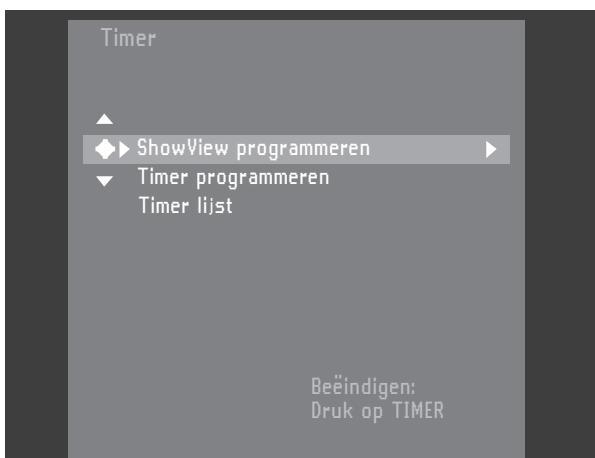 Timer
ShowView programmeren
Timer programmeren
Timer lijst
Beëindigen:
Druk op TIMER